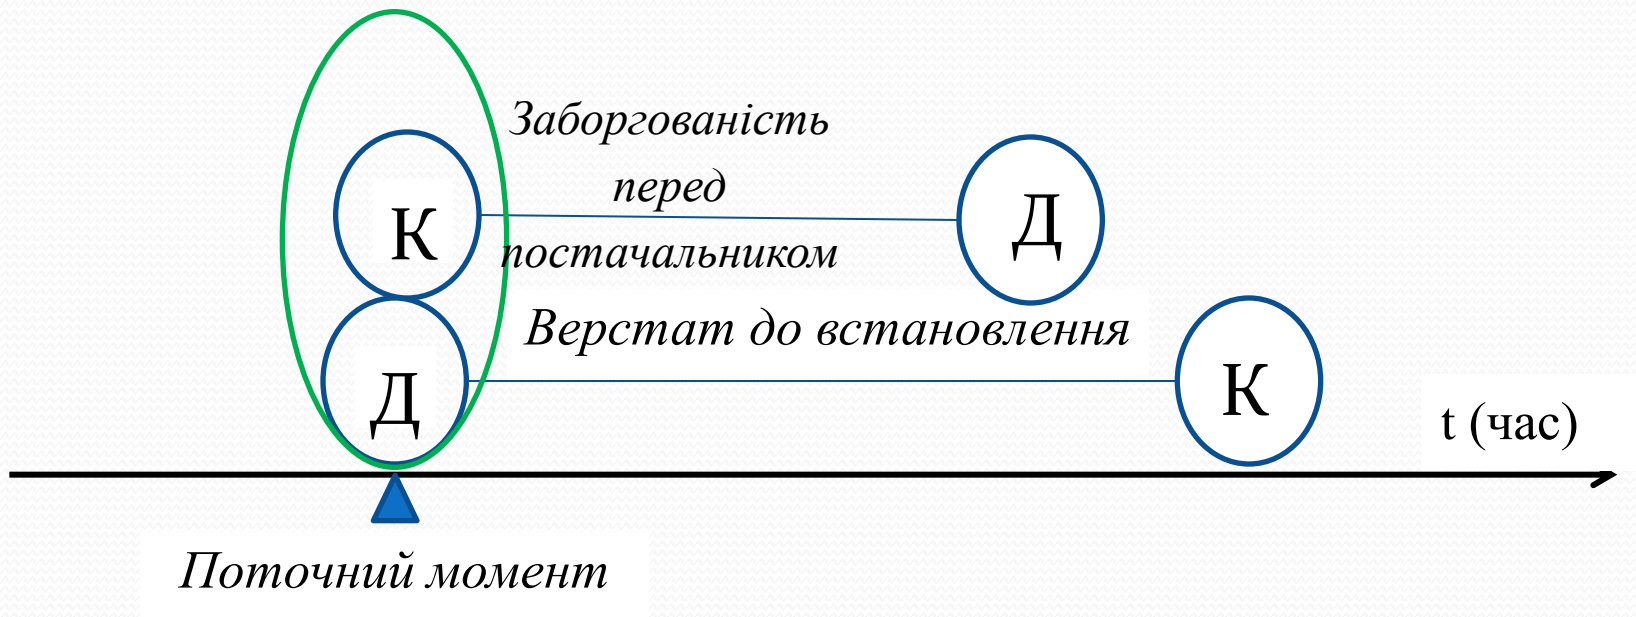 Заборгованість
перед
постачальником
К
Д
Верстат до встановлення
Д
К
t (час)
Поточний момент